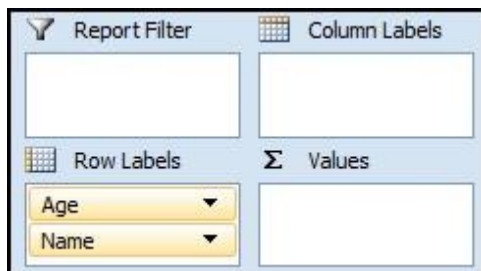 Report Filter
Column Labels
Row Labels
Σ Values
Age
Name